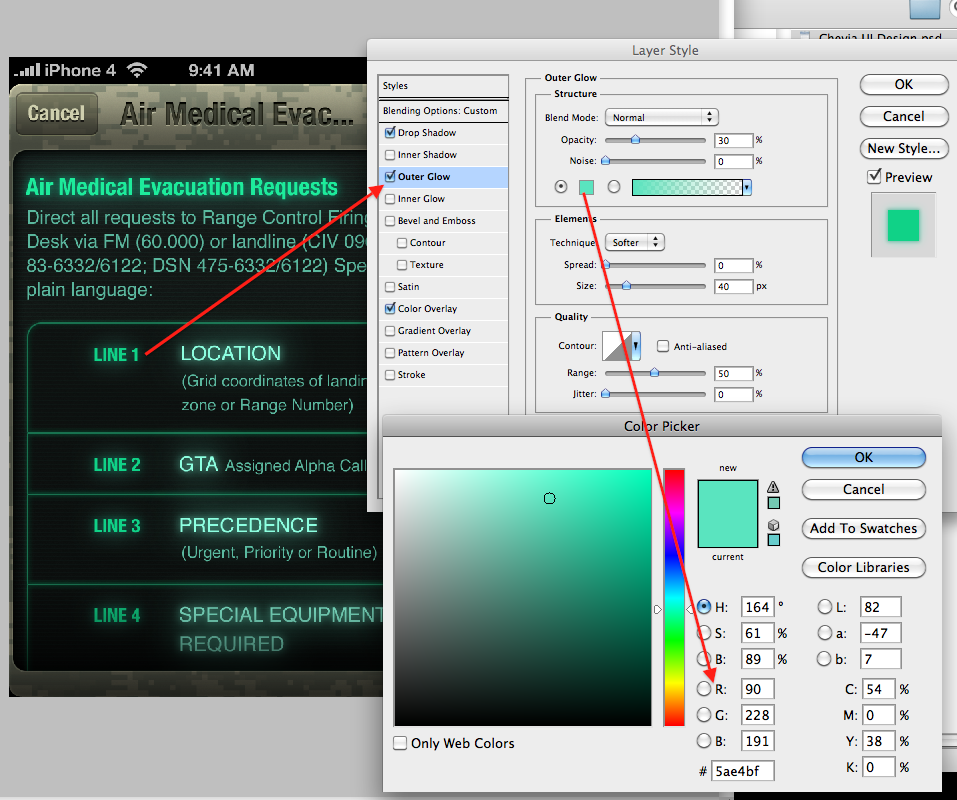 Chevia UI Design.psd
iPhone 4
9:41 AM
Cancel
Air Medical Evac...
Air Medical Evacuation Requests
Direct all requests to Range Control Firing
Desk via FM (60.000) or landline (CIV 09
83-6332/6122; DSN 475-6332/6122) Spe
plain language:
LINE 1
LOCATION
(Grid coordinates of landin
zone or Range Number)
LINE 2
GTA Assigned Alpha Call
LINE 3
PRECEDENCE
(Urgent, Priority or Routine)
LINE 4
SPECIAL EQUIPMENT
REQUIRED
Layer Style
Styles
Blending Options: Custom
Drop Shadow
Inner Shadow
Outer Glow
Inner Glow
Bevel and Emboss
Contour
Texture
Satin
Color Overlay
Gradient Overlay
Pattern Overlay
Stroke
Outer Glow
Structure
Blend Mode: Normal
Opacity: 30 %
Noise: 0 %
Elements
Technique: Softer
Spread: 0 %
Size: 40 px
Quality
Contour: Anti-aliased
Range: 50 %
Jitter: 0 %
OK
Cancel
New Style...
Preview
Color Picker
new
current
OK
Cancel
Add To Swatches
Color Libraries
H: 164 ° L: 82
S: 61 % a: -47
B: 89 % b: 7
R: 90 C: 54 %
G: 228 M: 0 %
B: 191 Y: 38 %
# 5ae4bf K: 0 %
Only Web Colors